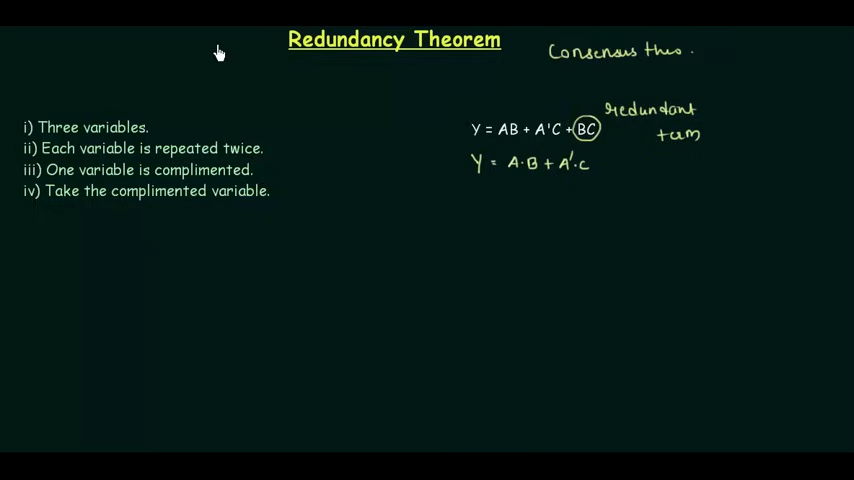 Redundancy Theorem
Consensus theo.
i) Three variables.
ii) Each variable is repeated twice.
iii) One variable is complimented.
iv) Take the complimented variable.
Y = AB + A'C + BC
redundant
term
Y = A·B + A'·C